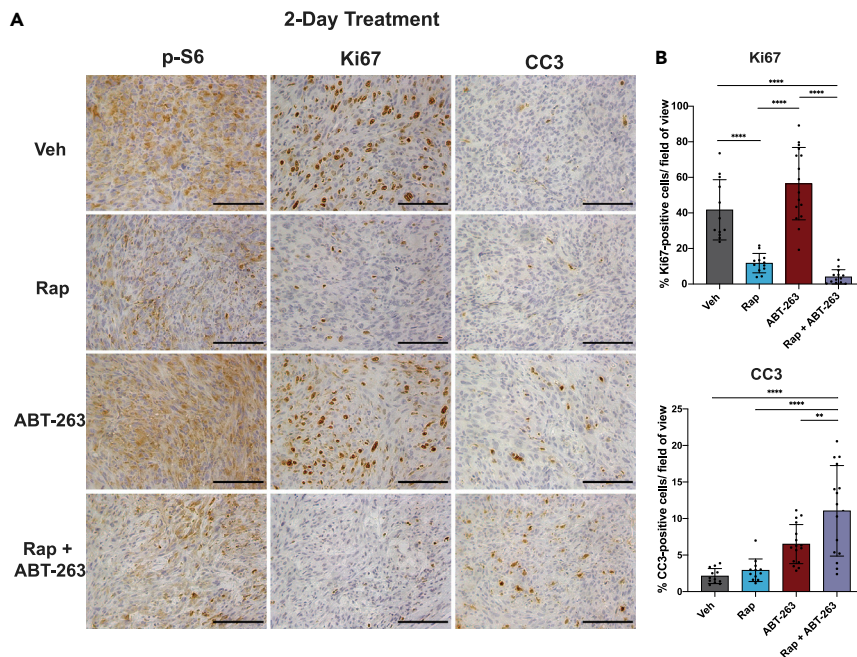 A
2-Day Treatment
p-S6
Ki67
CC3
Veh
Rap
ABT-263
Rap +
ABT-263
B
Ki67
****
****
****
****
% Ki67-positive cells/ field of view
100
80
60
40
20
0
Veh
Rap
ABT-263
Rap + ABT-263
CC3
****
****
**
% CC3-positive cells/ field of view
25
20
15
10
5
0
Veh
Rap
ABT-263
Rap + ABT-263